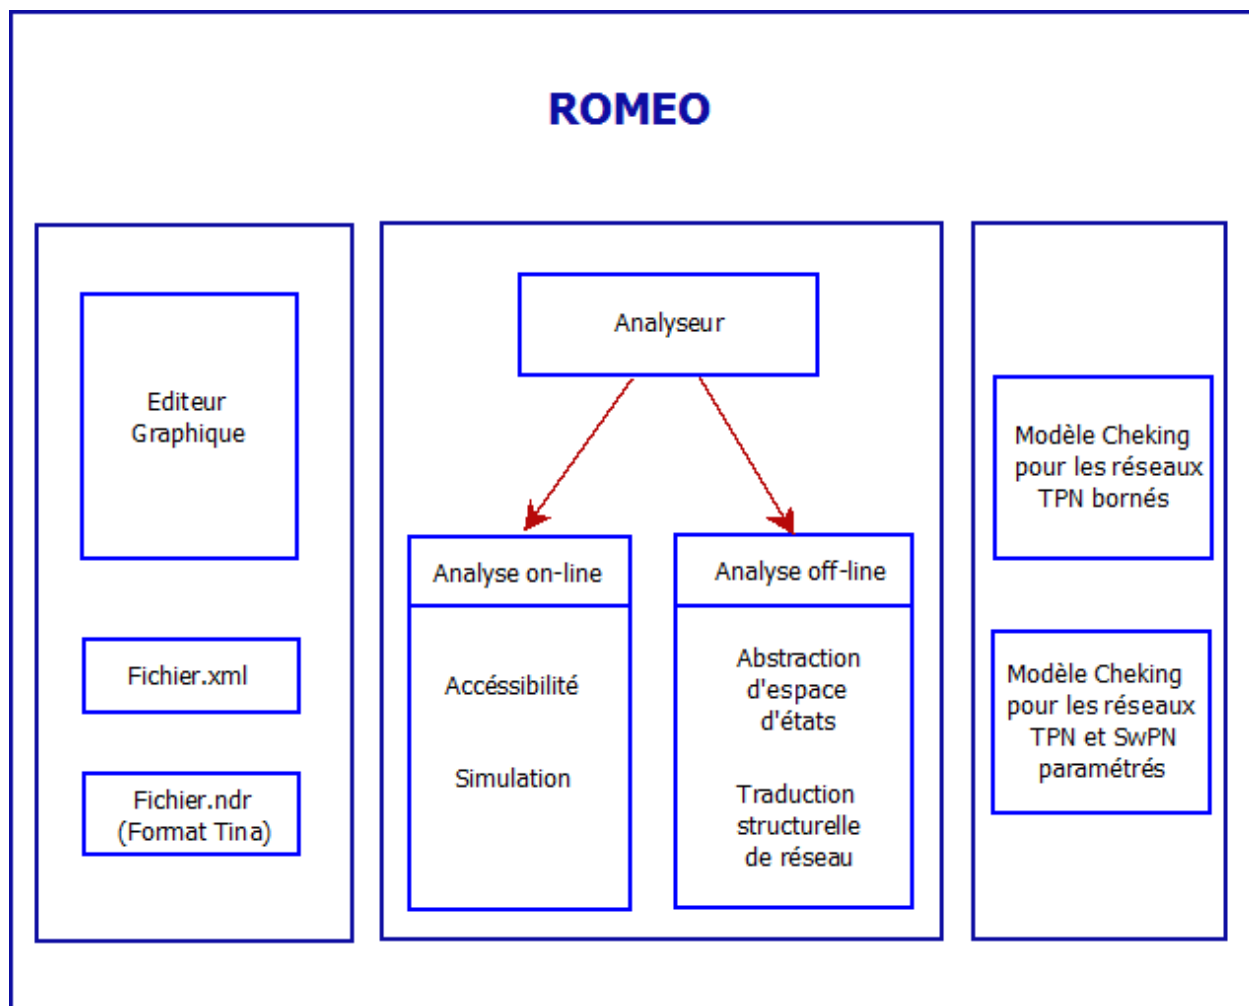 ROMEO
Editeur
Graphique
Fichier.xml
Fichier.ndr
(Format Tina)
Analyseur
Analyse on-line
Accéssibilité
Simulation
Analyse off-line
Abstraction
d'espace
d'états
Traduction
structurelle
de réseau
Modèle Cheking
pour les réseaux
TPN bornés
Modèle Cheking
pour les réseaux
TPN et SwPN
paramétrés